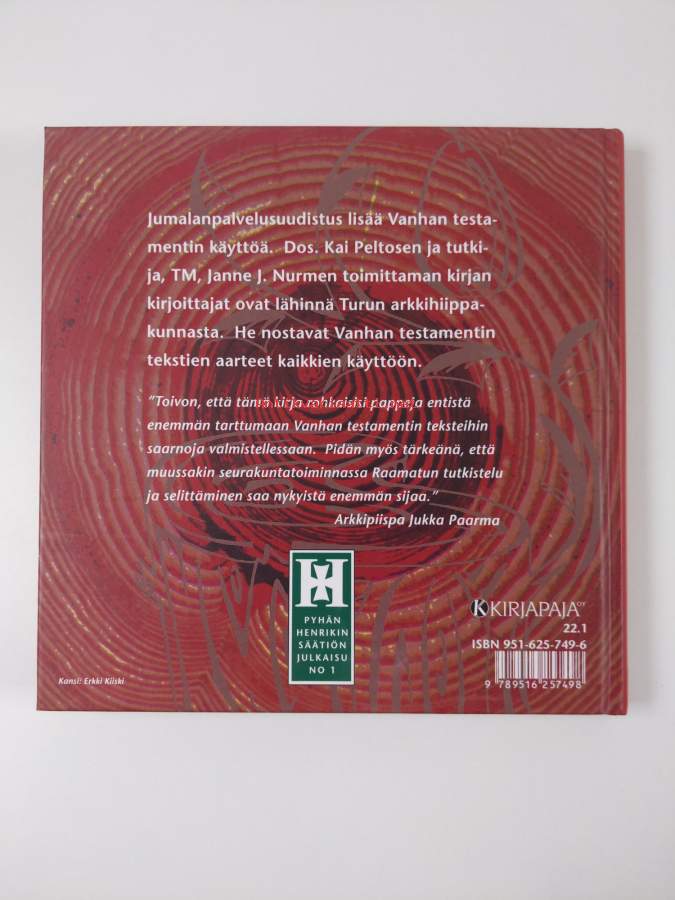 Jumalanpalvelusuudistus lisää Vanhan testa-
mentin käyttöä. Dos. Kai Peltosen ja tutki-
ja, TM, Janne J. Nurmen toimittaman kirjan
kirjoittajat ovat lähinnä Turun arkkihiippa-
kunnasta. He nostavat Vanhan testamentin
tekstien aarteet kaikkien käyttöön.
"Toivon, että tämä kirja rohkaisisi pappeja entistä
enemmän tarttumaan Vanhan testamentin teksteihin
saarnoja valmistellessaan. Pidän myös tärkeänä, että
muussakin seurakuntatoiminnassa Raamatun tutkistelu
ja selittäminen saa nykyistä enemmän sijaa."
Arkkipiispa Jukka Paarma
H
PYHÄN
HENRIKIN
SÄÄTIÖN
JULKAISU
NO 1
K KIRJAPAJA OY
22.1
ISBN 951-625-749-6
9 789516 257498
Kansi: Erkki Kiiski